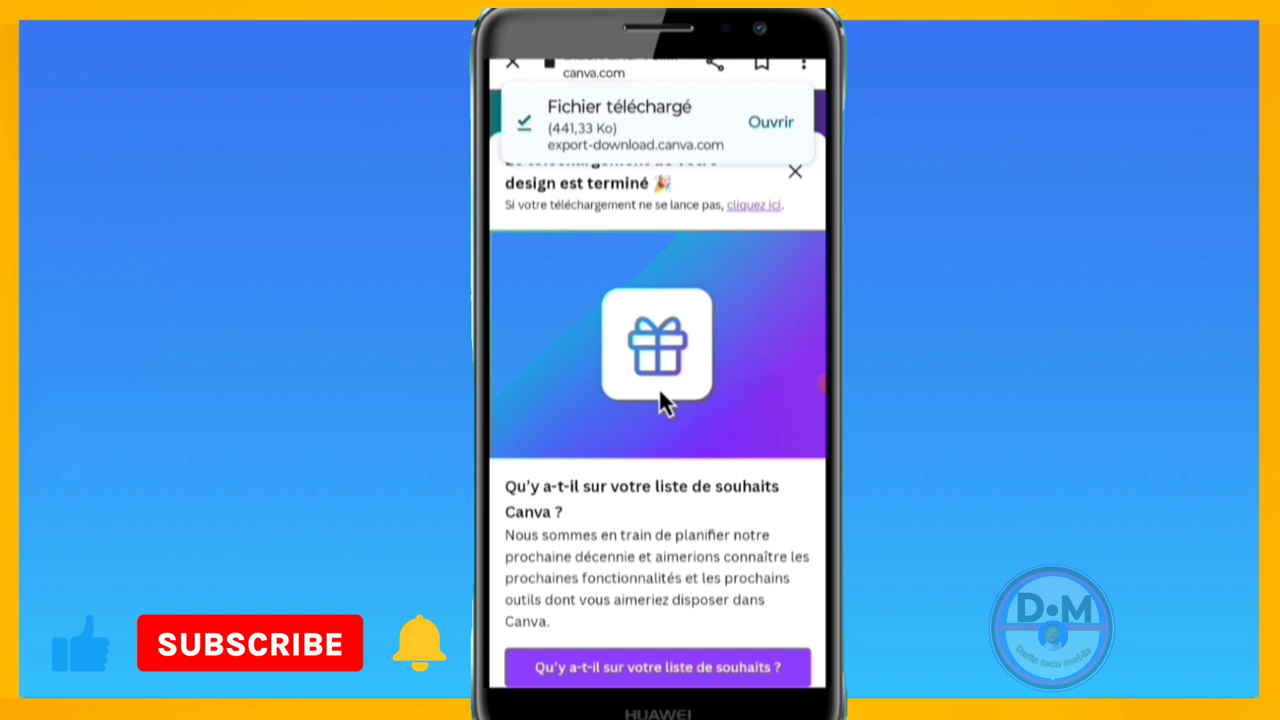 canva.com
Fichier téléchargé
(441,33 Ko)
Ouvrir
export-download.canva.com
design est terminé 🎉
Si votre téléchargement ne se lance pas, cliquez ici.
Qu'y a-t-il sur votre liste de souhaits
Canva ?
Nous sommes en train de planifier notre
prochaine décennie et aimerions connaître les
prochaines fonctionnalités et les prochains
outils dont vous aimeriez disposer dans
Canva.
Qu'y a-t-il sur votre liste de souhaits ?
SUBSCRIBE
D•M
Derlin tech mobile
HUAWEI